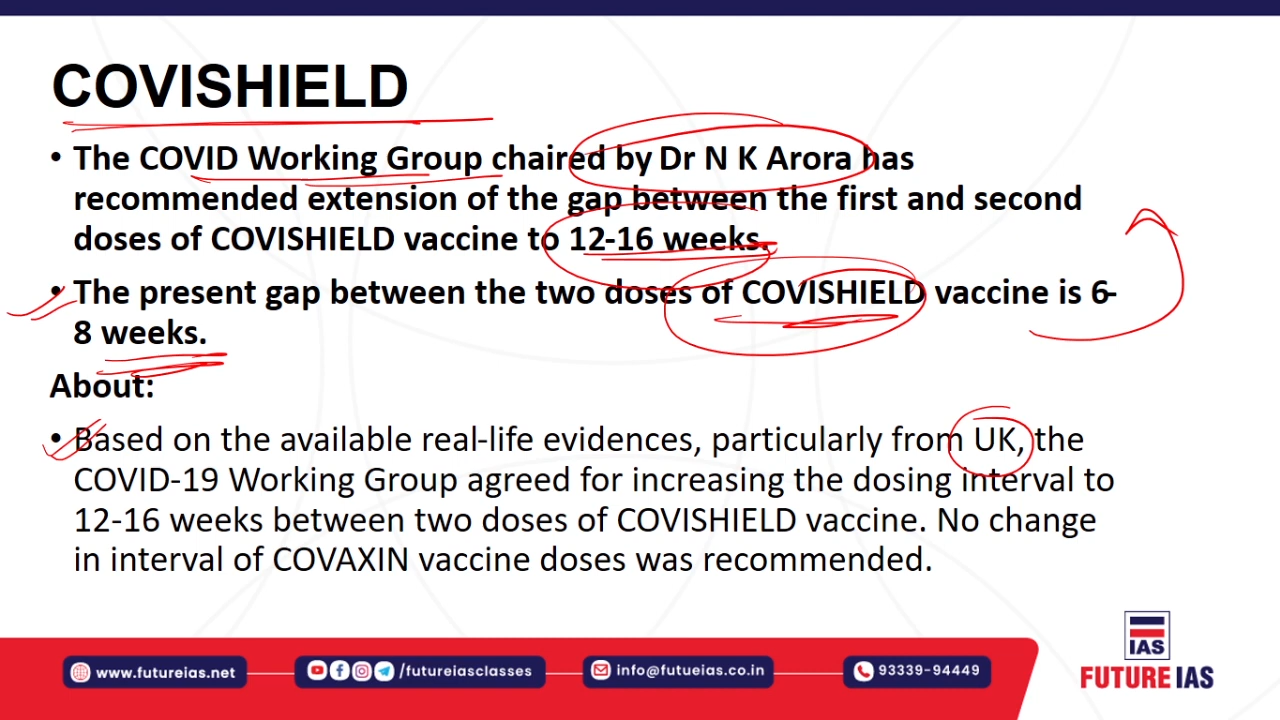 COVISHIELD
• The COVID Working Group chaired by Dr N K Arora has
recommended extension of the gap between the first and second
doses of COVISHIELD vaccine to 12-16 weeks.
• The present gap between the two doses of COVISHIELD vaccine is 6-
8 weeks.
About:
• Based on the available real-life evidences, particularly from UK, the
COVID-19 Working Group agreed for increasing the dosing interval to
12-16 weeks between two doses of COVISHIELD vaccine. No change
in interval of COVAXIN vaccine doses was recommended.
www.futureias.net
/futureiasclasses
info@futueias.co.in
93339-94449
IAS
FUTURE IAS